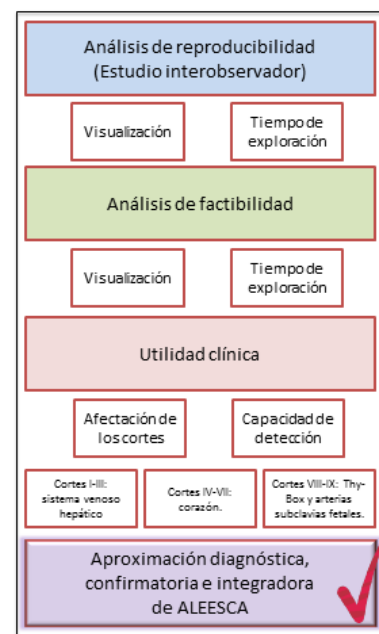 Análisis de reproducibilidad
(Estudio interobservador)
Visualización
Tiempo de
exploración
Análisis de factibilidad
Visualización
Tiempo de
exploración
Utilidad clínica
Afectación de
los cortes
Capacidad de
detección
Cortes I-III:
sistema venoso
hepático
Cortes IV-VII:
corazón.
Cortes VIII-IX: Thy-
Box y arterias
subclavias fetales.
Aproximación diagnóstica,
confirmatoria e integradora
de ALEESCA